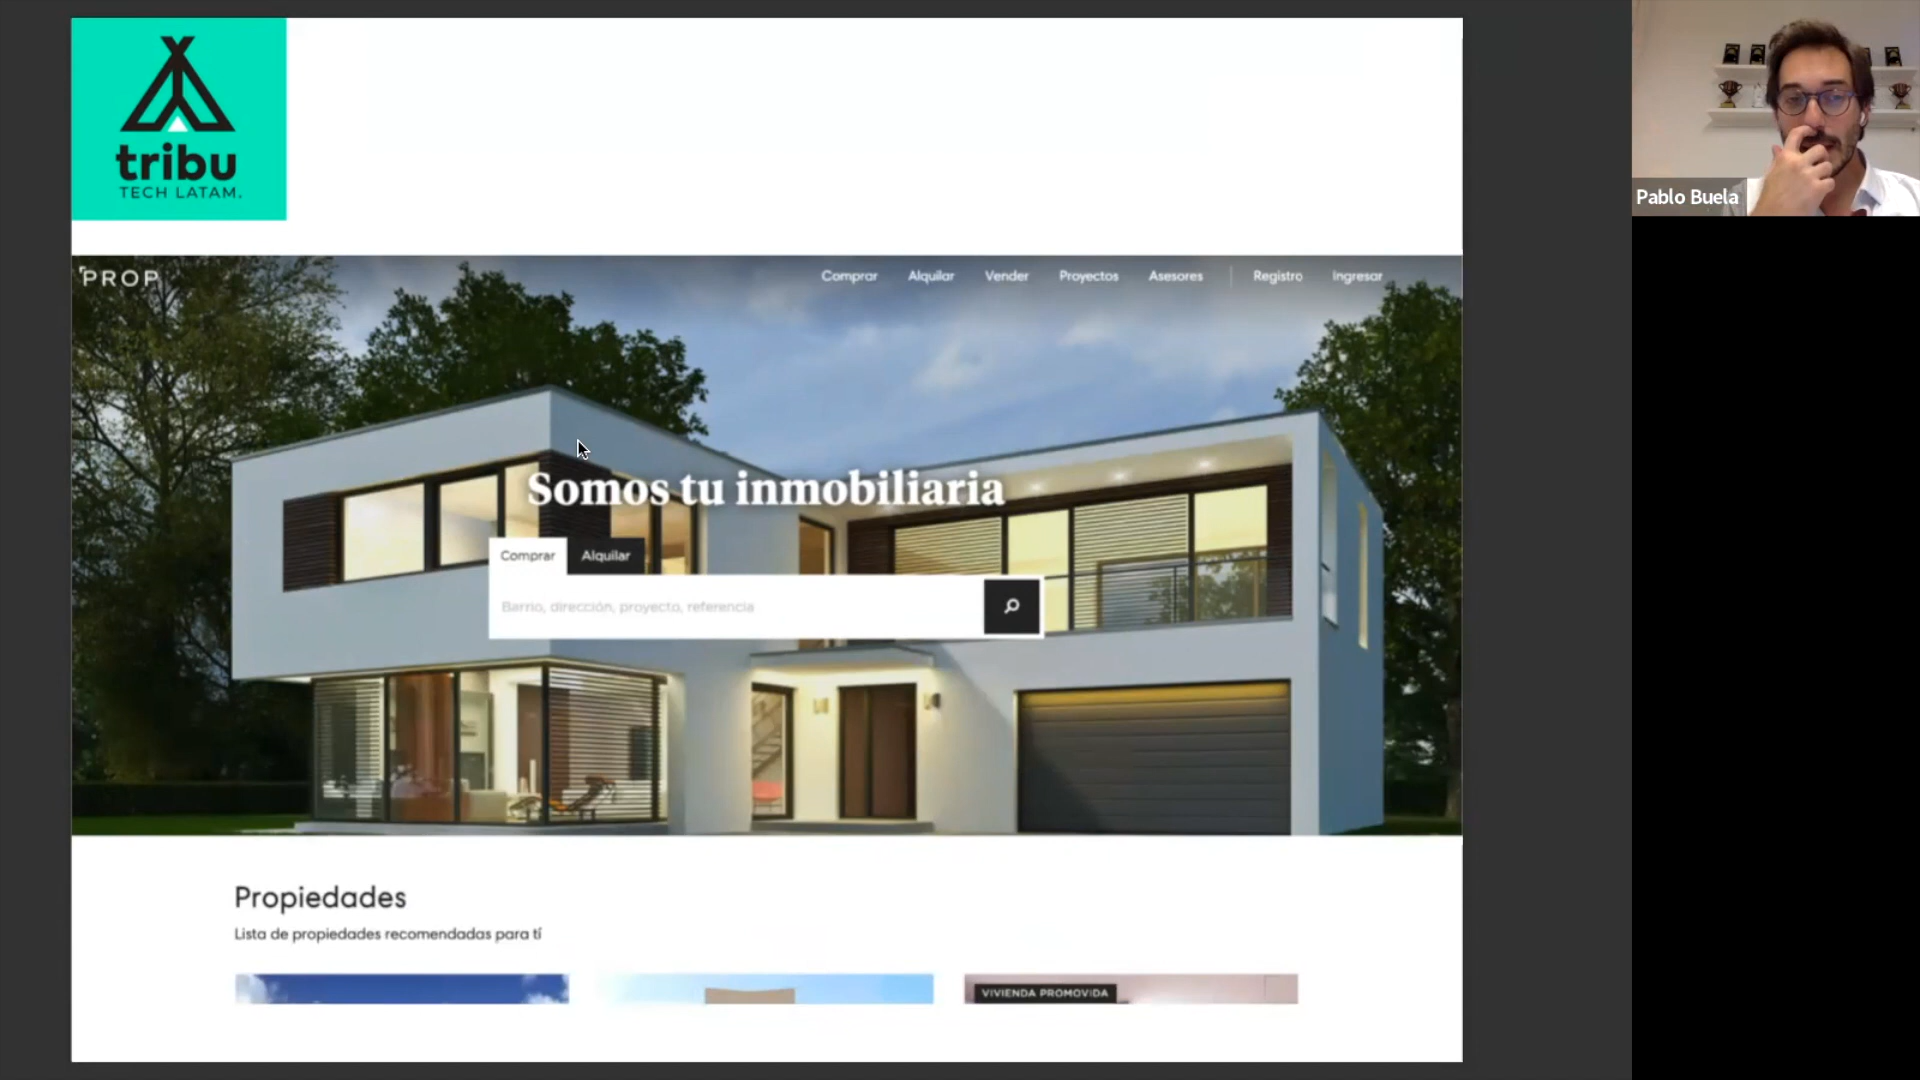 tribu
TECH LATAM.
Pablo Buela
PROP
Comprar Alquilar Vender Proyectos Asesores Registro Ingresar
Somos tu inmobiliaria
Comprar Alquilar
Barrio, dirección, proyecto, referencia
Propiedades
Lista de propiedades recomendadas para tí
VIVIENDA PROMOVIDA